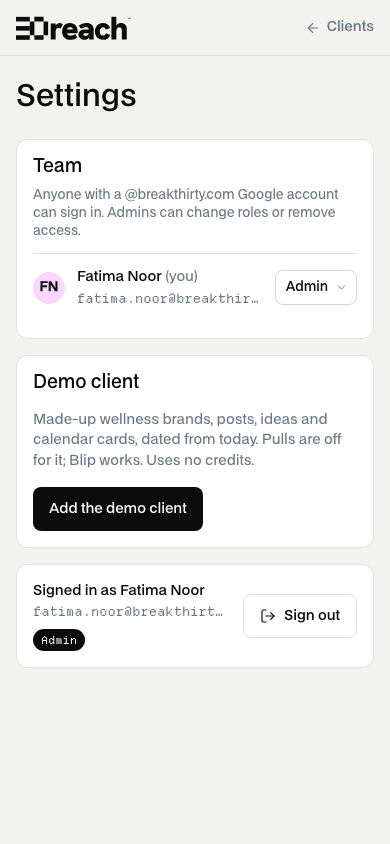 30reach
Clients
Settings
Team
Anyone with a @breakthirty.com Google account
can sign in. Admins can change roles or remove
access.
FN
Fatima Noor (you)
fatima.noor@breakthir…
Admin
Demo client
Made-up wellness brands, posts, ideas and
calendar cards, dated from today. Pulls are off
for it; Blip works. Uses no credits.
Add the demo client
Signed in as Fatima Noor
fatima.noor@breakthirt…
Admin
Sign out